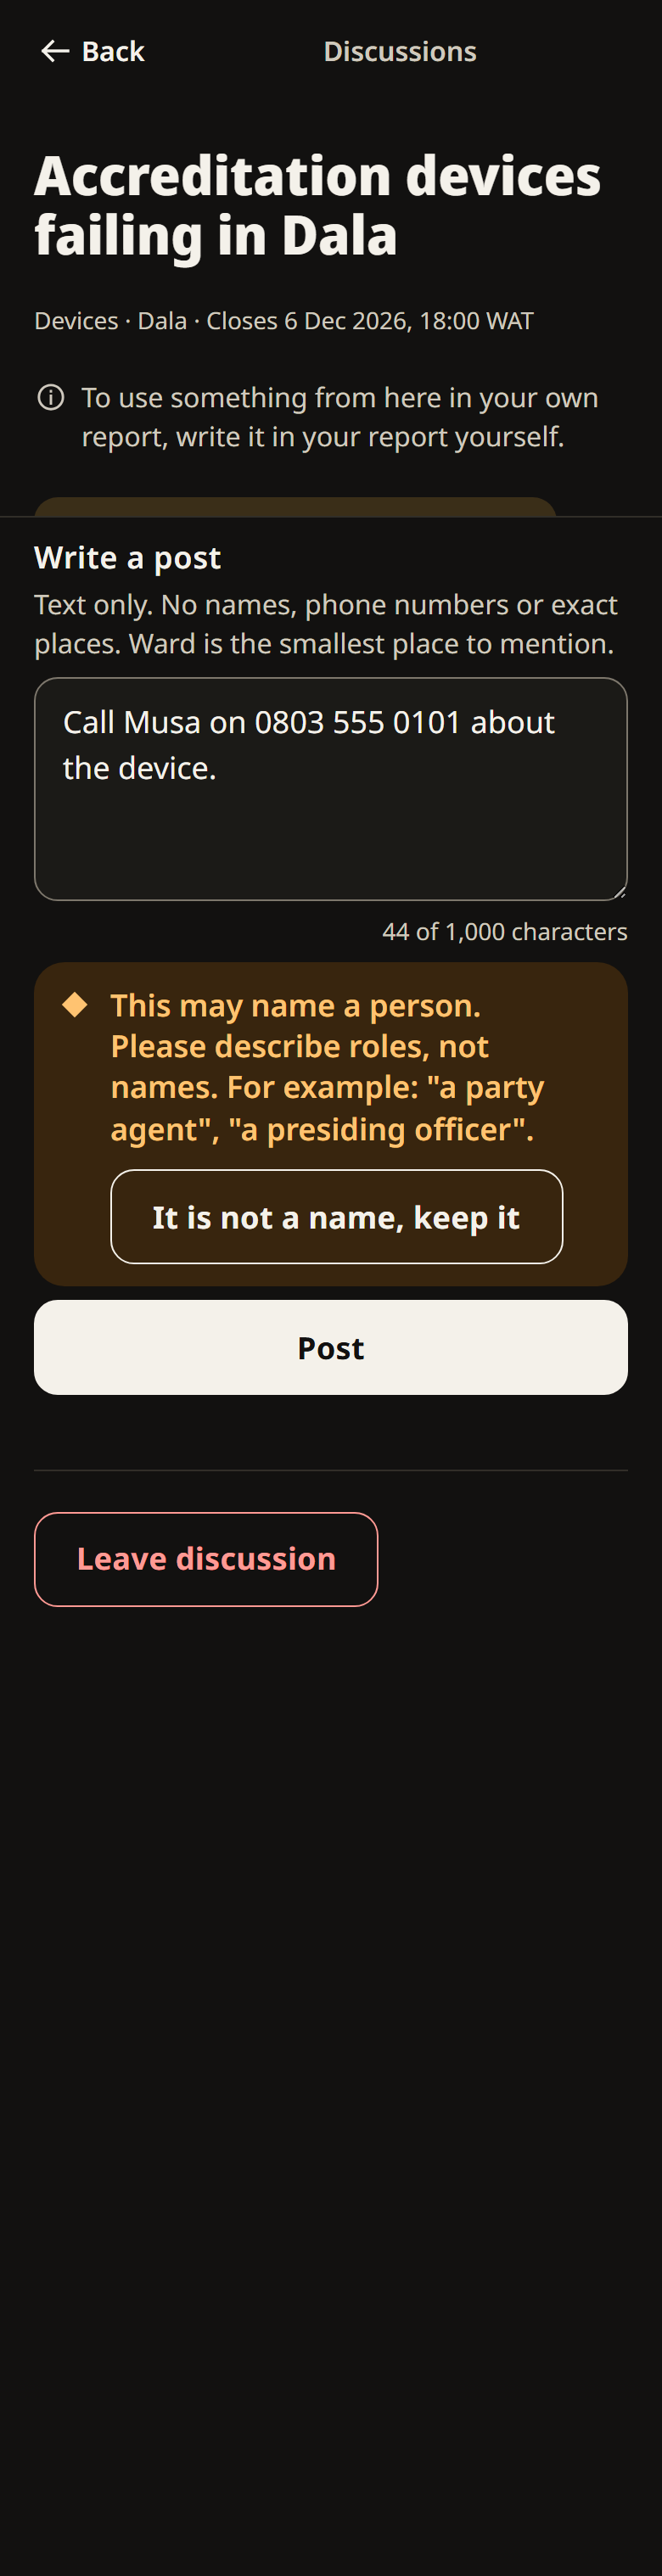 Back
Discussions
Accreditation devices
failing in Dala
Devices · Dala · Closes 6 Dec 2026, 18:00 WAT
To use something from here in your own
report, write it in your report yourself.
Write a post
Text only. No names, phone numbers or exact
places. Ward is the smallest place to mention.
Call Musa on 0803 555 0101 about
the device.
44 of 1,000 characters
This may name a person.
Please describe roles, not
names. For example: "a party
agent", "a presiding officer".
It is not a name, keep it
Post
Leave discussion